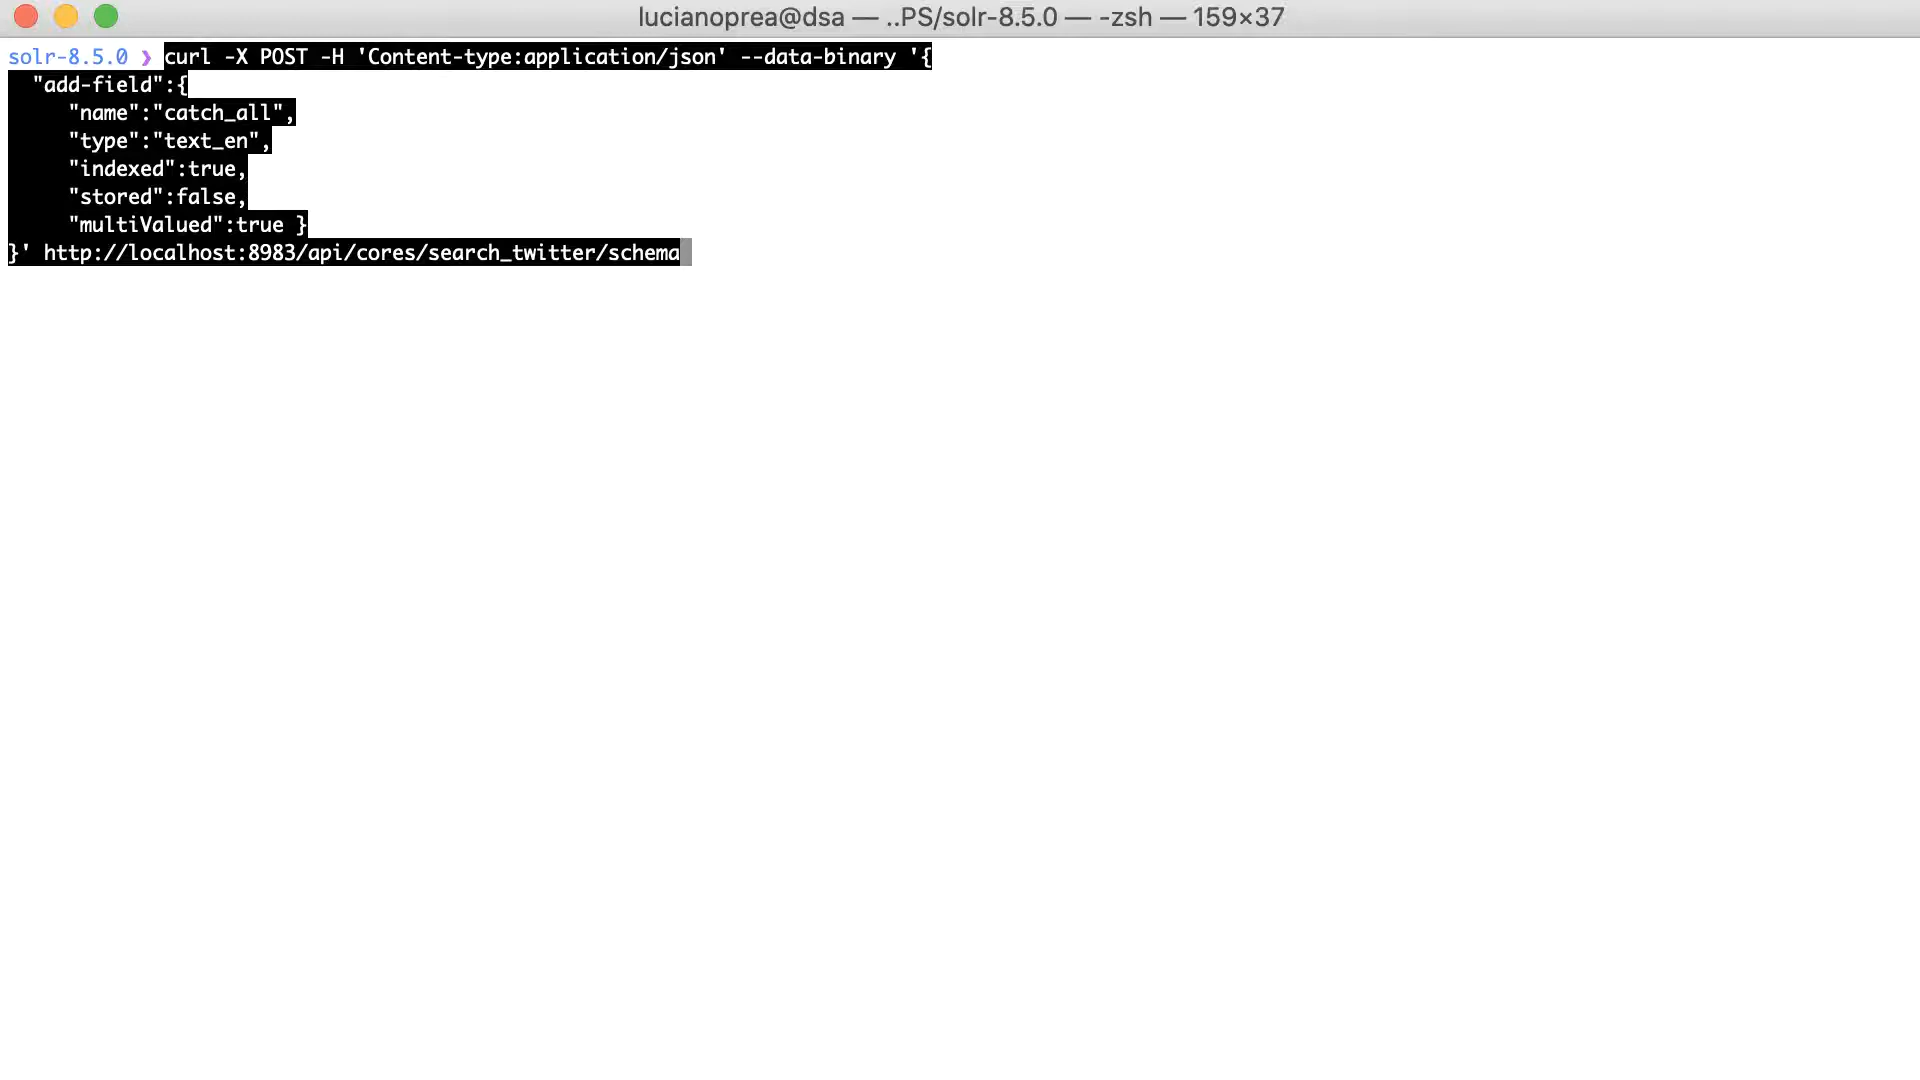 lucianoprea@dsa — ..PS/solr-8.5.0 — -zsh — 159×37
solr-8.5.0 ❯ curl -X POST -H 'Content-type:application/json' --data-binary '{
  "add-field":{
     "name":"catch_all",
     "type":"text_en",
     "indexed":true,
     "stored":false,
     "multiValued":true }
}' http://localhost:8983/api/cores/search_twitter/schema